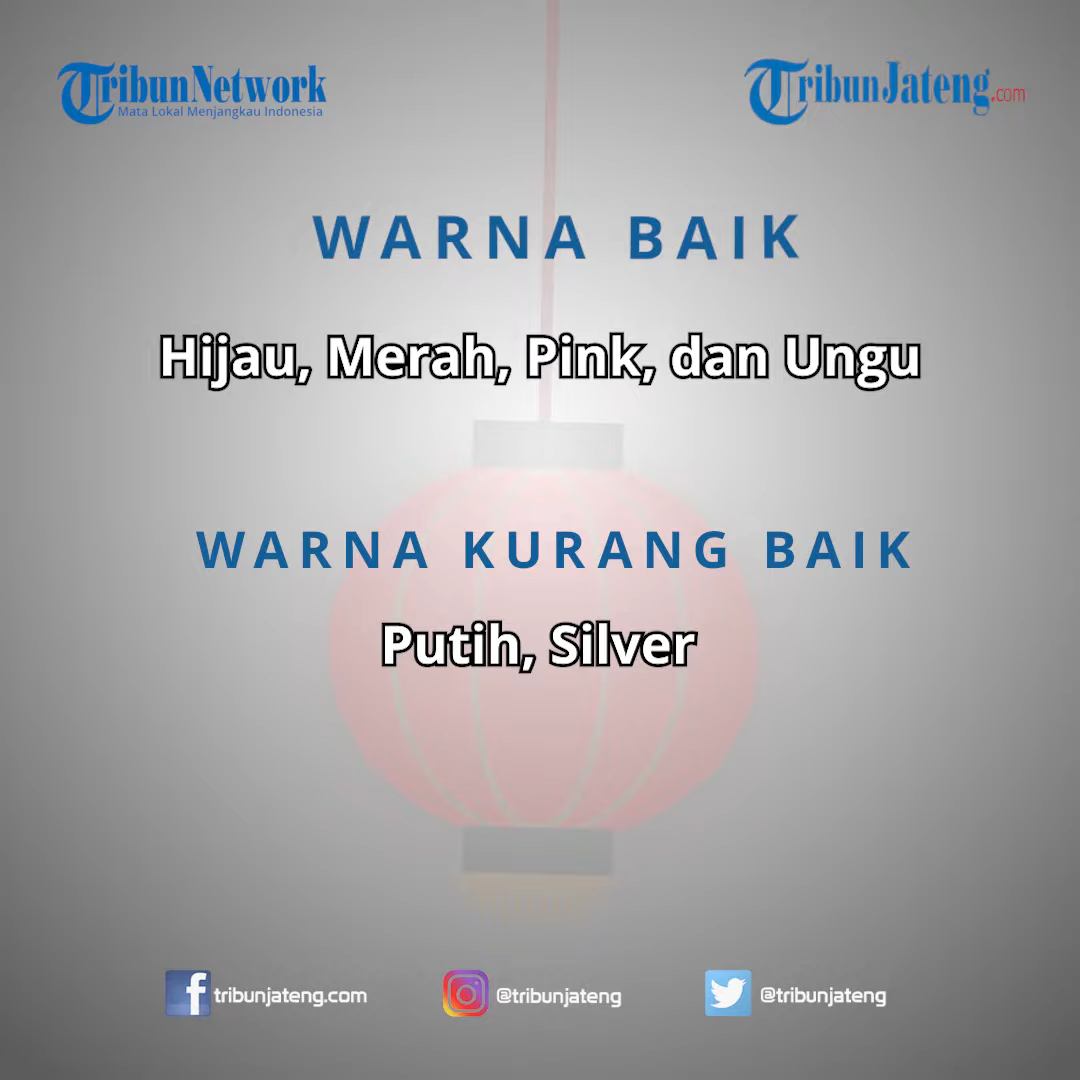 TribunNetwork
Mata Lokal Menjangkau Indonesia
TribunJateng.com
WARNA BAIK
Hijau, Merah, Pink, dan Ungu
WARNA KURANG BAIK
Putih, Silver
tribunjateng.com
@tribunjateng
@tribunjateng